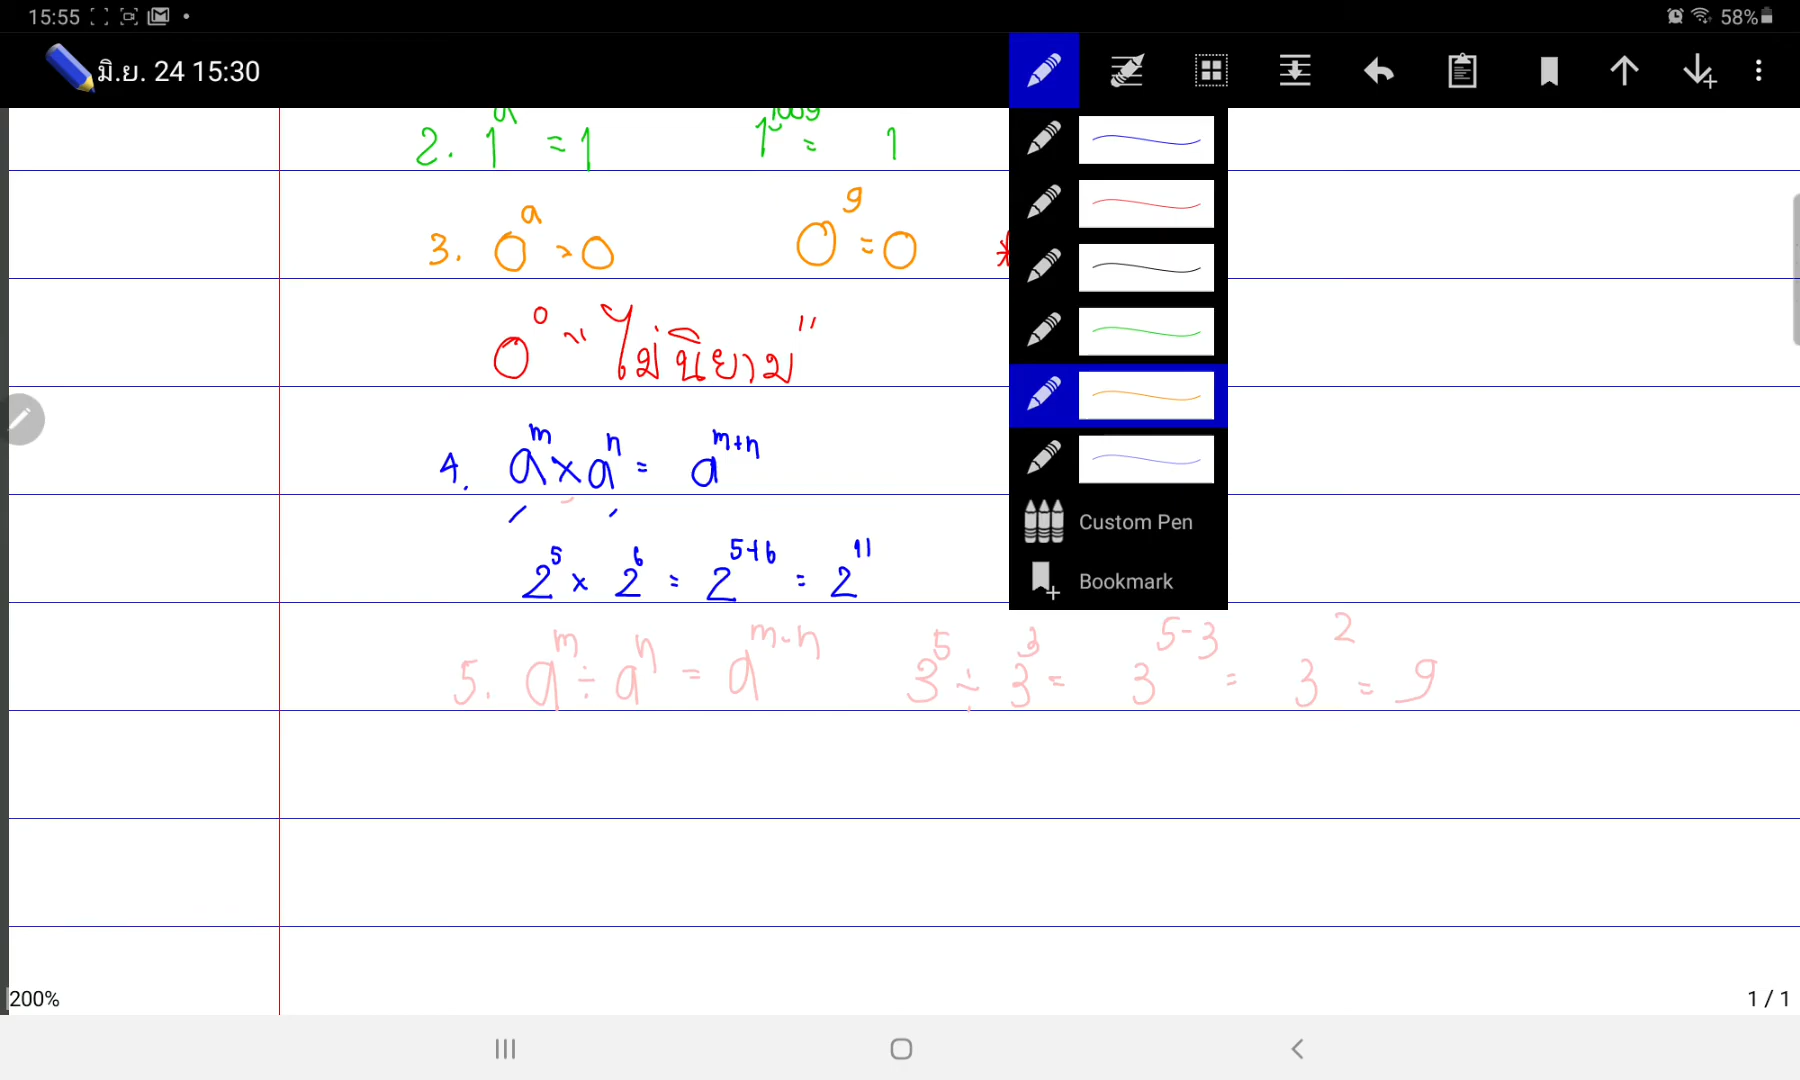 15:55 58%
มิ.ย. 24 15:30
2. 1ᵃ = 1 1¹⁰⁰⁹ = 1
3. 0ᵃ = 0 0⁹ = 0 *
0⁰ = "ไม่นิยาม"
4. aᵐ × aⁿ = aᵐ⁺ⁿ
2⁵ × 2⁶ = 2⁵⁺⁶ = 2¹¹
5. aᵐ ÷ aⁿ = aᵐ⁻ⁿ 3⁵ ÷ 3³ = 3⁵⁻³ = 3² = 9
Custom Pen
Bookmark
200% 1 / 1